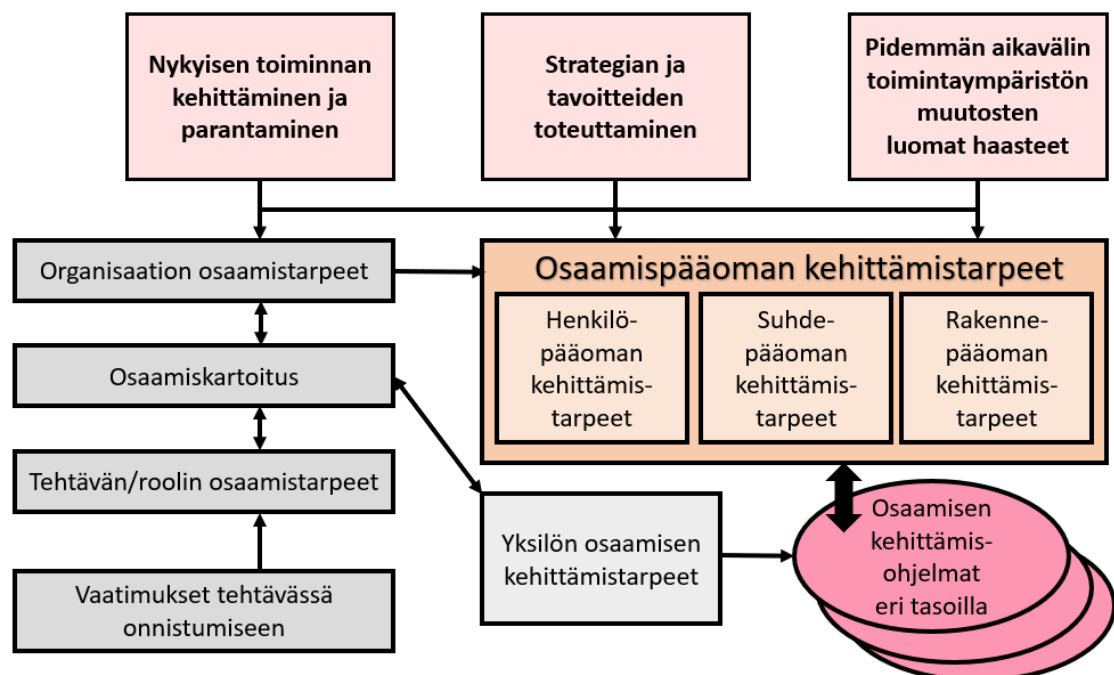 Nykyisen toiminnan
kehittäminen ja
parantaminen
Strategian ja
tavoitteiden
toteuttaminen
Pidemmän aikavälin
toimintaympäristön
muutosten
luomat haasteet
Organisaation osaamistarpeet
Osaamispääoman kehittämistarpeet
Henkilö-
pääoman
kehittämis-
tarpeet
Suhde-
pääoman
kehittämis-
tarpeet
Rakenne-
pääoman
kehittämis-
tarpeet
Osaamiskartoitus
Tehtävän/roolin osaamistarpeet
Yksilön osaamisen
kehittämistarpeet
Osaamisen
kehittämis-
ohjelmat
eri tasoilla
Vaatimukset tehtävässä
onnistumiseen